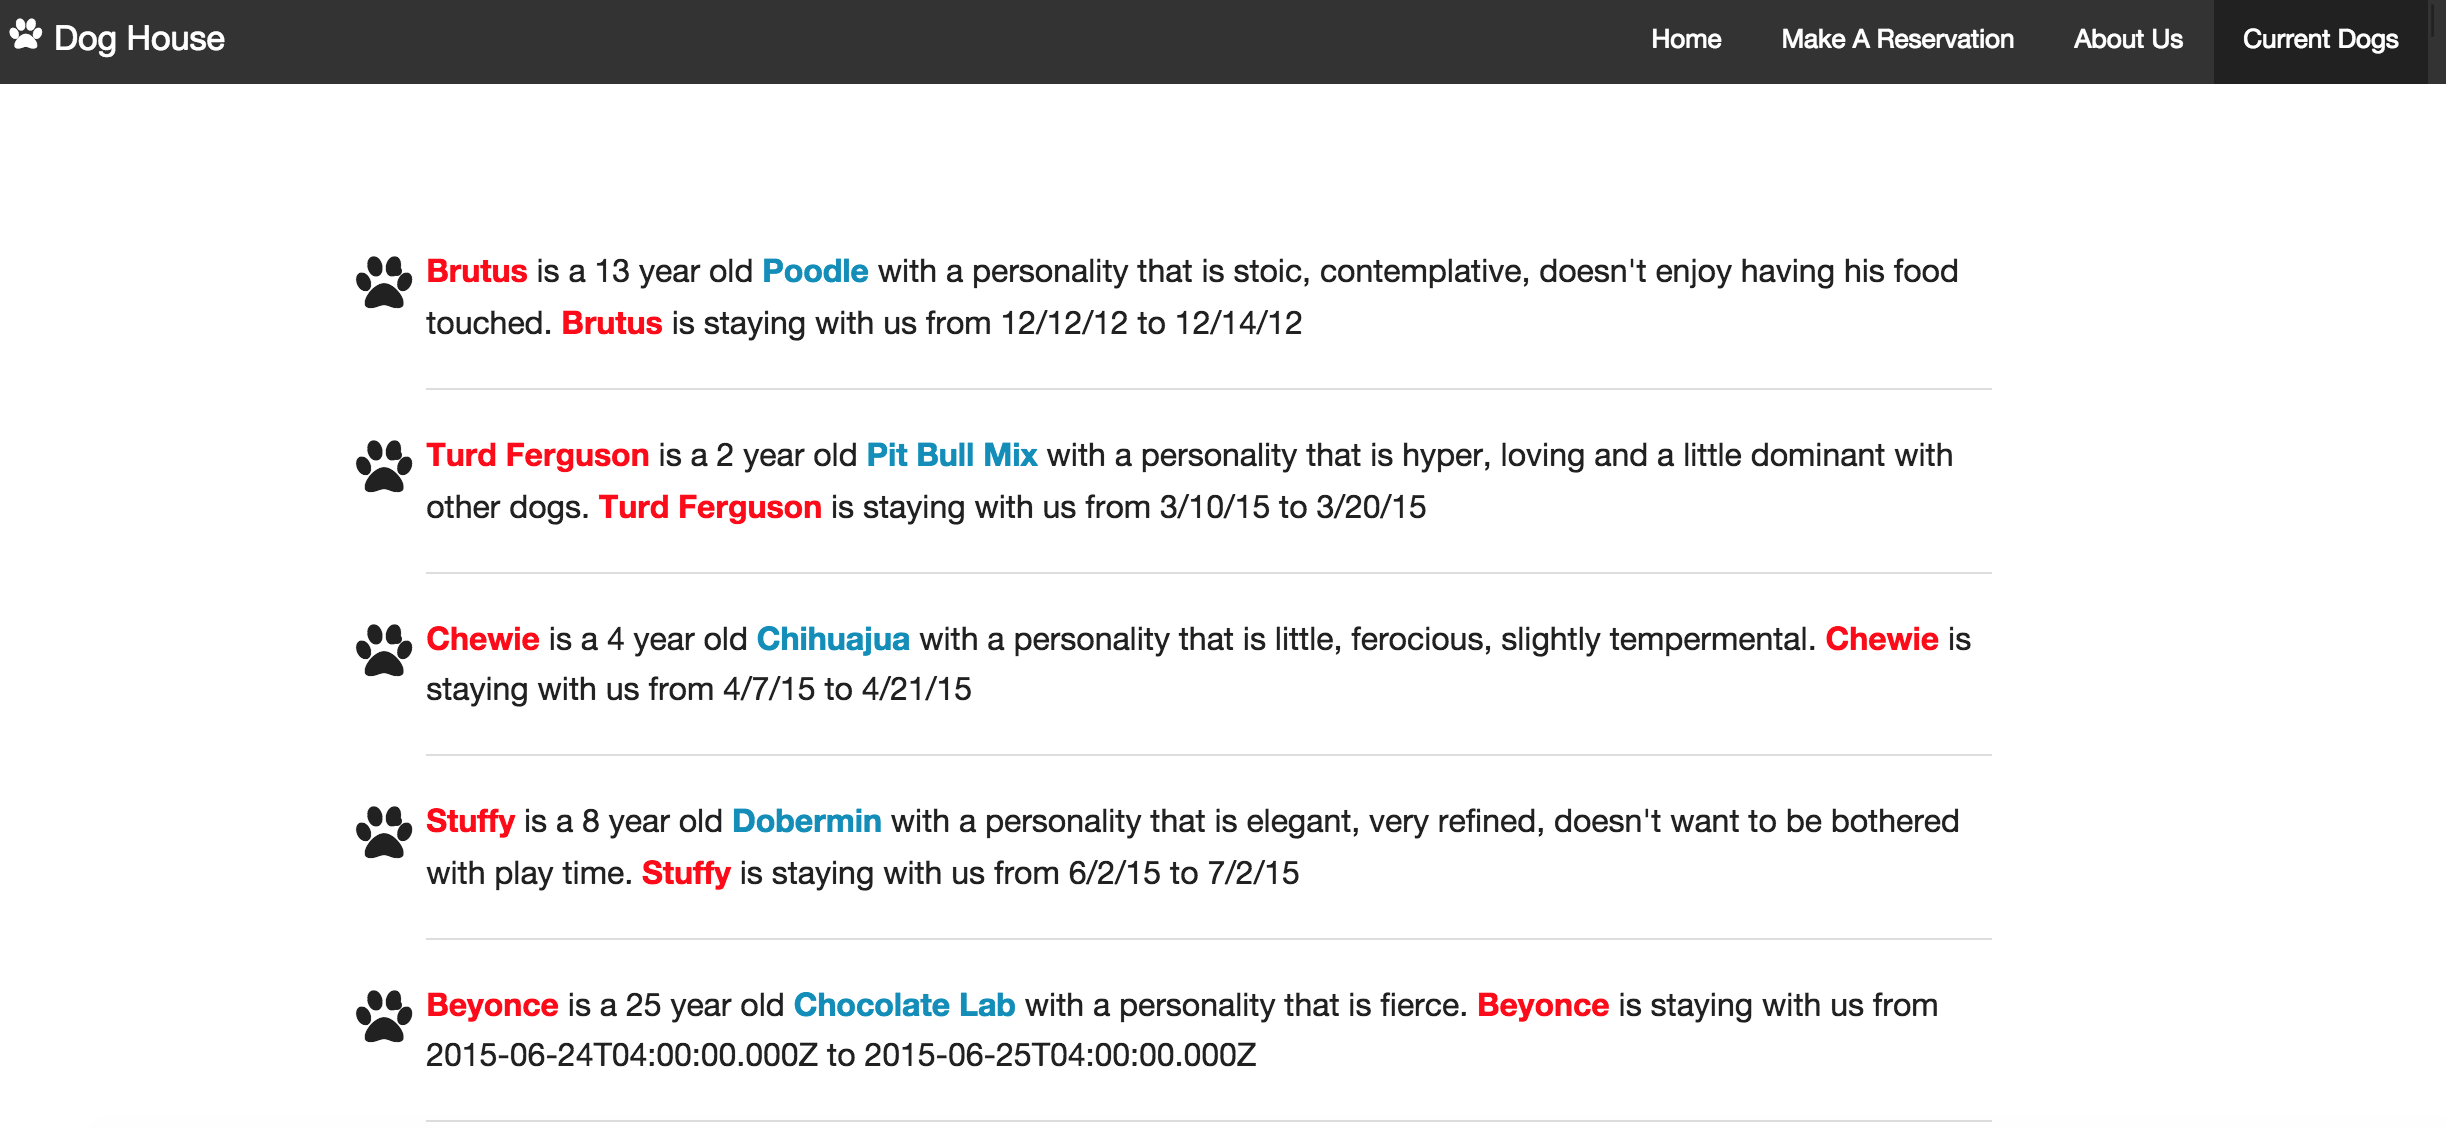 Dog House
Home Make A Reservation About Us Current Dogs
Brutus is a 13 year old Poodle with a personality that is stoic, contemplative, doesn't enjoy having his food
touched. Brutus is staying with us from 12/12/12 to 12/14/12
Turd Ferguson is a 2 year old Pit Bull Mix with a personality that is hyper, loving and a little dominant with
other dogs. Turd Ferguson is staying with us from 3/10/15 to 3/20/15
Chewie is a 4 year old Chihuajua with a personality that is little, ferocious, slightly tempermental. Chewie is
staying with us from 4/7/15 to 4/21/15
Stuffy is a 8 year old Dobermin with a personality that is elegant, very refined, doesn't want to be bothered
with play time. Stuffy is staying with us from 6/2/15 to 7/2/15
Beyonce is a 25 year old Chocolate Lab with a personality that is fierce. Beyonce is staying with us from
2015-06-24T04:00:00.000Z to 2015-06-25T04:00:00.000Z